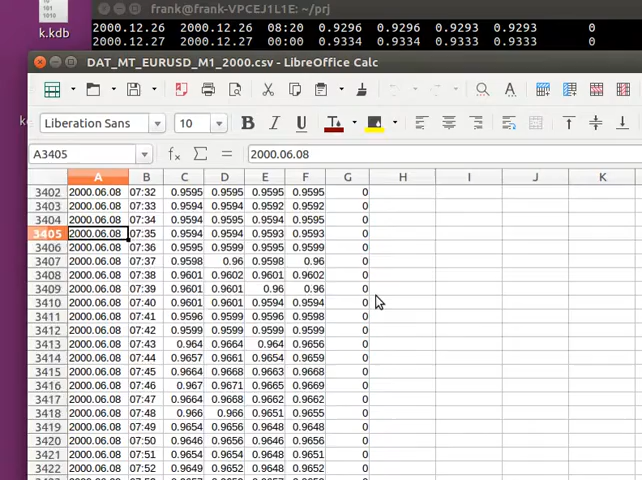 frank@frank-VPCEJ1L1E: ~/prj
k.kdb
2000.12.26 2000.12.26 08:20 0.9296 0.9296 0.9293 0.9293 0
2000.12.27 2000.12.27 00:00 0.9334 0.9334 0.9333 0.9333 0
DAT_MT_EURUSD_M1_2000.csv - LibreOffice Calc
Liberation Sans 10
A3405 2000.06.08
A B C D E F G H I J K
3402 2000.06.08 07:32 0.9595 0.9595 0.9595 0.9595 0
3403 2000.06.08 07:33 0.9594 0.9594 0.9592 0.9592 0
3404 2000.06.08 07:34 0.9594 0.9595 0.9594 0.9595 0
3405 2000.06.08 07:35 0.9594 0.9594 0.9593 0.9593 0
3406 2000.06.08 07:36 0.9595 0.9599 0.9595 0.9599 0
3407 2000.06.08 07:37 0.9598 0.96 0.9598 0.96 0
3408 2000.06.08 07:38 0.9601 0.9602 0.9601 0.9602 0
3409 2000.06.08 07:39 0.9601 0.9601 0.96 0.96 0
3410 2000.06.08 07:40 0.9601 0.9601 0.9594 0.9594 0
3411 2000.06.08 07:41 0.9596 0.9599 0.9596 0.9598 0
3412 2000.06.08 07:42 0.9599 0.9599 0.9599 0.9599 0
3413 2000.06.08 07:43 0.964 0.9664 0.964 0.9656 0
3414 2000.06.08 07:44 0.9657 0.9661 0.9654 0.9659 0
3415 2000.06.08 07:45 0.9664 0.9668 0.9663 0.9668 0
3416 2000.06.08 07:46 0.967 0.9671 0.9665 0.9669 0
3417 2000.06.08 07:47 0.9664 0.9668 0.9662 0.9662 0
3418 2000.06.08 07:48 0.966 0.966 0.9651 0.9655 0
3419 2000.06.08 07:49 0.9654 0.9656 0.9648 0.9648 0
3420 2000.06.08 07:50 0.9646 0.9656 0.9646 0.9656 0
3421 2000.06.08 07:51 0.9654 0.9654 0.9648 0.9651 0
3422 2000.06.08 07:52 0.9649 0.9652 0.9648 0.9652 0